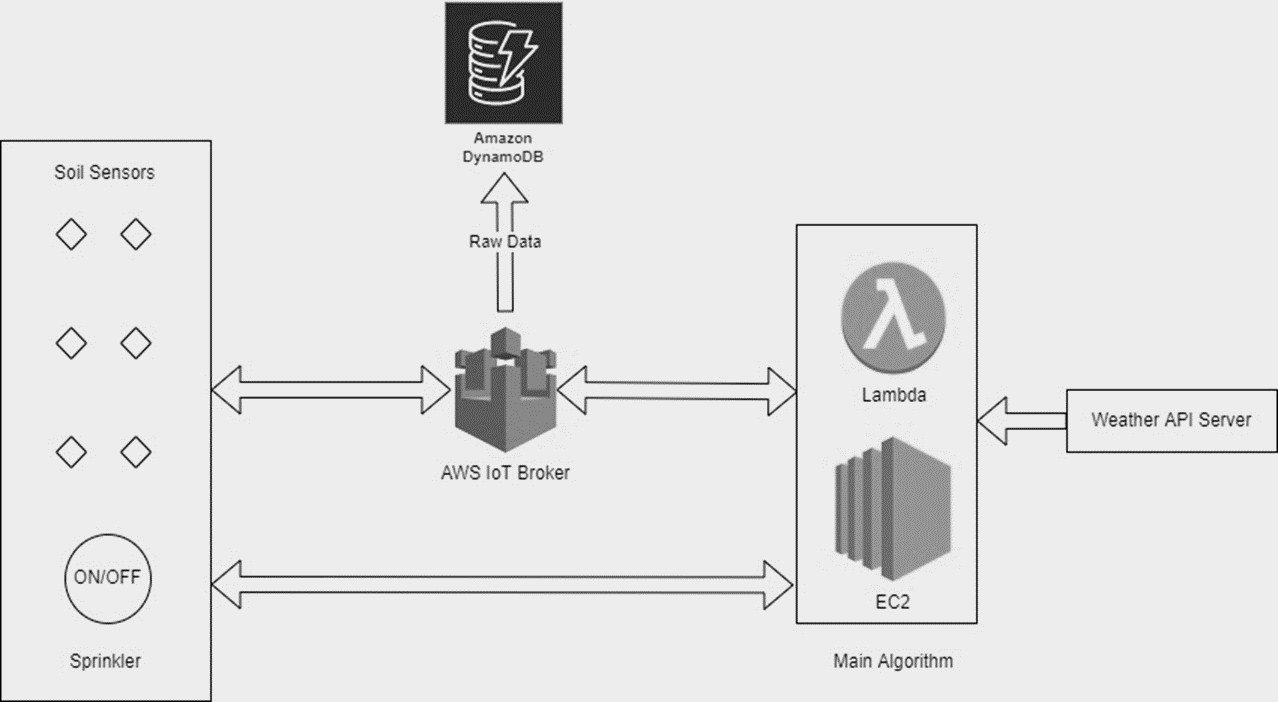 Amazon
DynamoDB
Soil Sensors
Raw Data
Lambda
Weather API Server
AWS IoT Broker
ON/OFF
EC2
Sprinkler
Main Algorithm